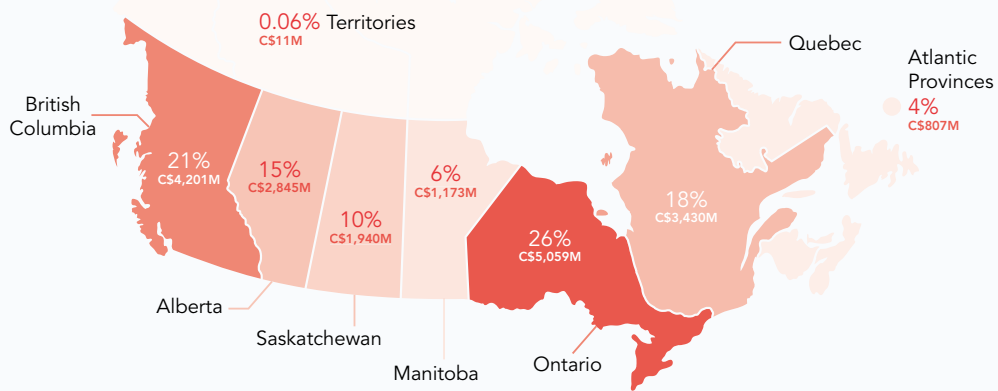 0.06% Territories
C$11M
Quebec
Atlantic
Provinces
4%
C$807M
British
Columbia
21%
C$4,201M
15%
C$2,845M
10%
C$1,940M
6%
C$1,173M
26%
C$5,059M
18%
C$3,430M
Alberta
Saskatchewan
Manitoba
Ontario